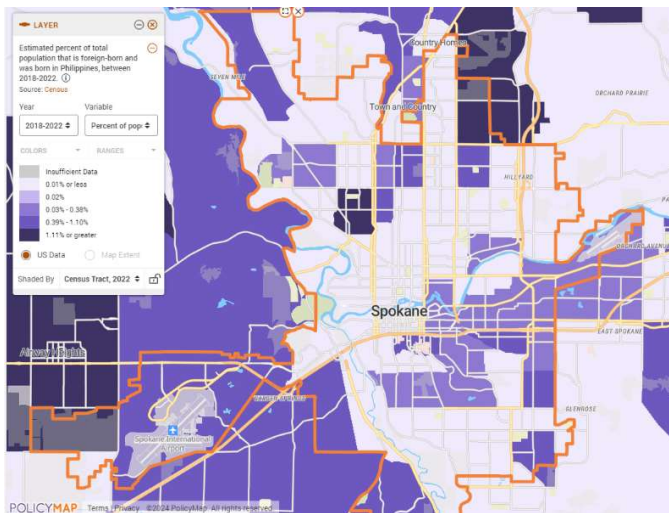 LAYER
Estimated percent of total
population that is foreign-born and
was born in Philippines, between
2018-2022.
Source: Census
Year Variable
2018-2022 Percent of pop
COLORS RANGES
Insufficient Data
0.01% or less
0.02%
0.03% - 0.38%
0.39% - 1.10%
1.11% or greater
US Data Map Extent
Shaded By Census Tract, 2022
Country Homes
SEVEN MILE
Town and Country
ORCHARD PRAIRIE
HILLYARD
ORCHARD AVENUE
Spokane
EAST SPOKANE
Airway Heights
GLENROSE
Spokane International
Airport
POLICYMAP Terms | Privacy ©2024 PolicyMap All rights reserved